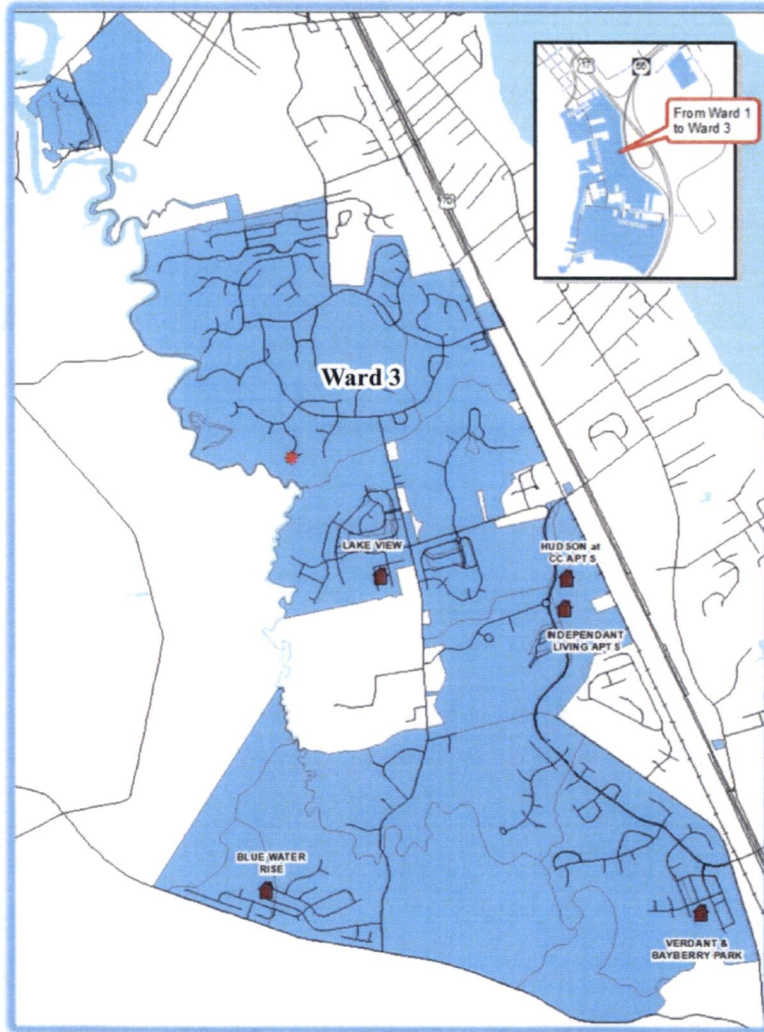 17
55
From Ward 1
to Ward 3
70
Ward 3
LAKE VIEW
HUDSON at
CC APTS
INDEPENDANT
LIVING APTS
BLUE WATER
RISE
VERDANT &
BAYBERRY PARK